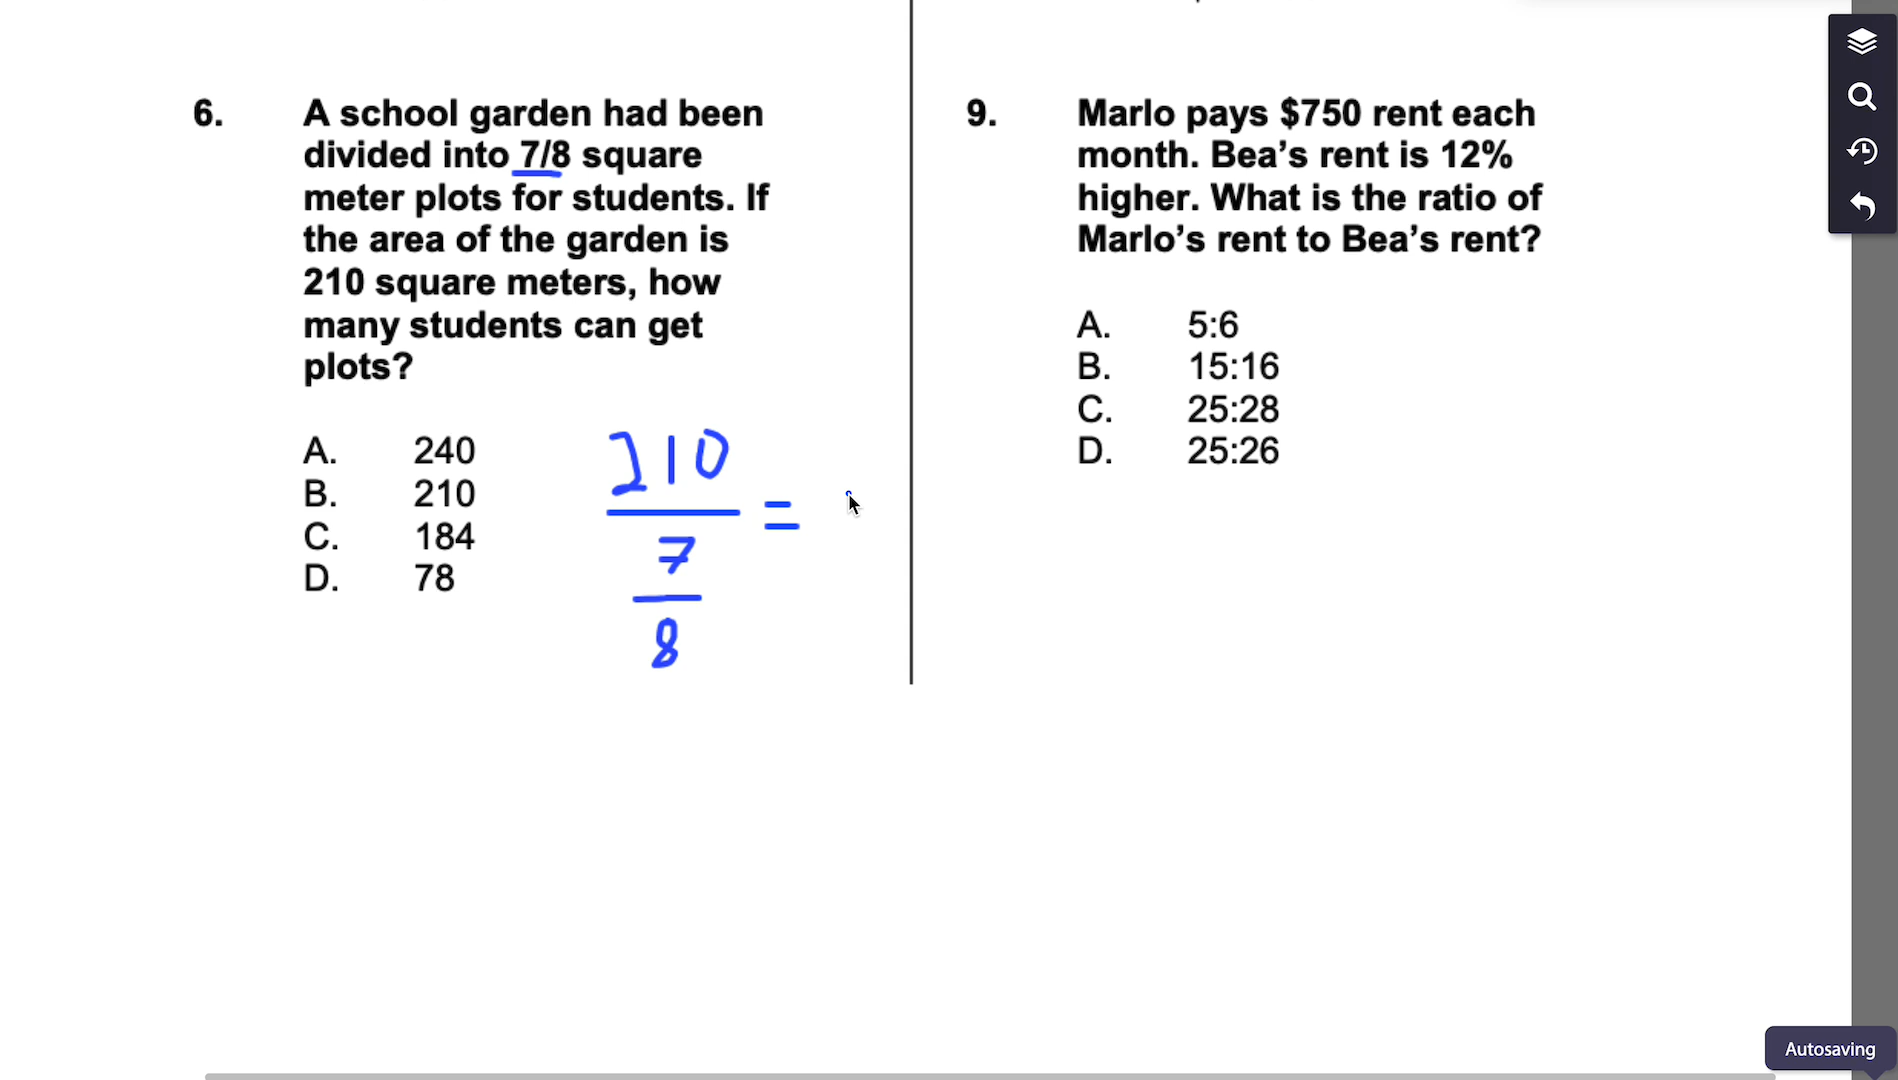 6. A school garden had been
divided into 7/8 square
meter plots for students. If
the area of the garden is
210 square meters, how
many students can get
plots?
A. 240
B. 210
C. 184
D. 78
210
=
7
8
9. Marlo pays $750 rent each
month. Bea’s rent is 12%
higher. What is the ratio of
Marlo’s rent to Bea’s rent?
A. 5:6
B. 15:16
C. 25:28
D. 25:26
Autosaving